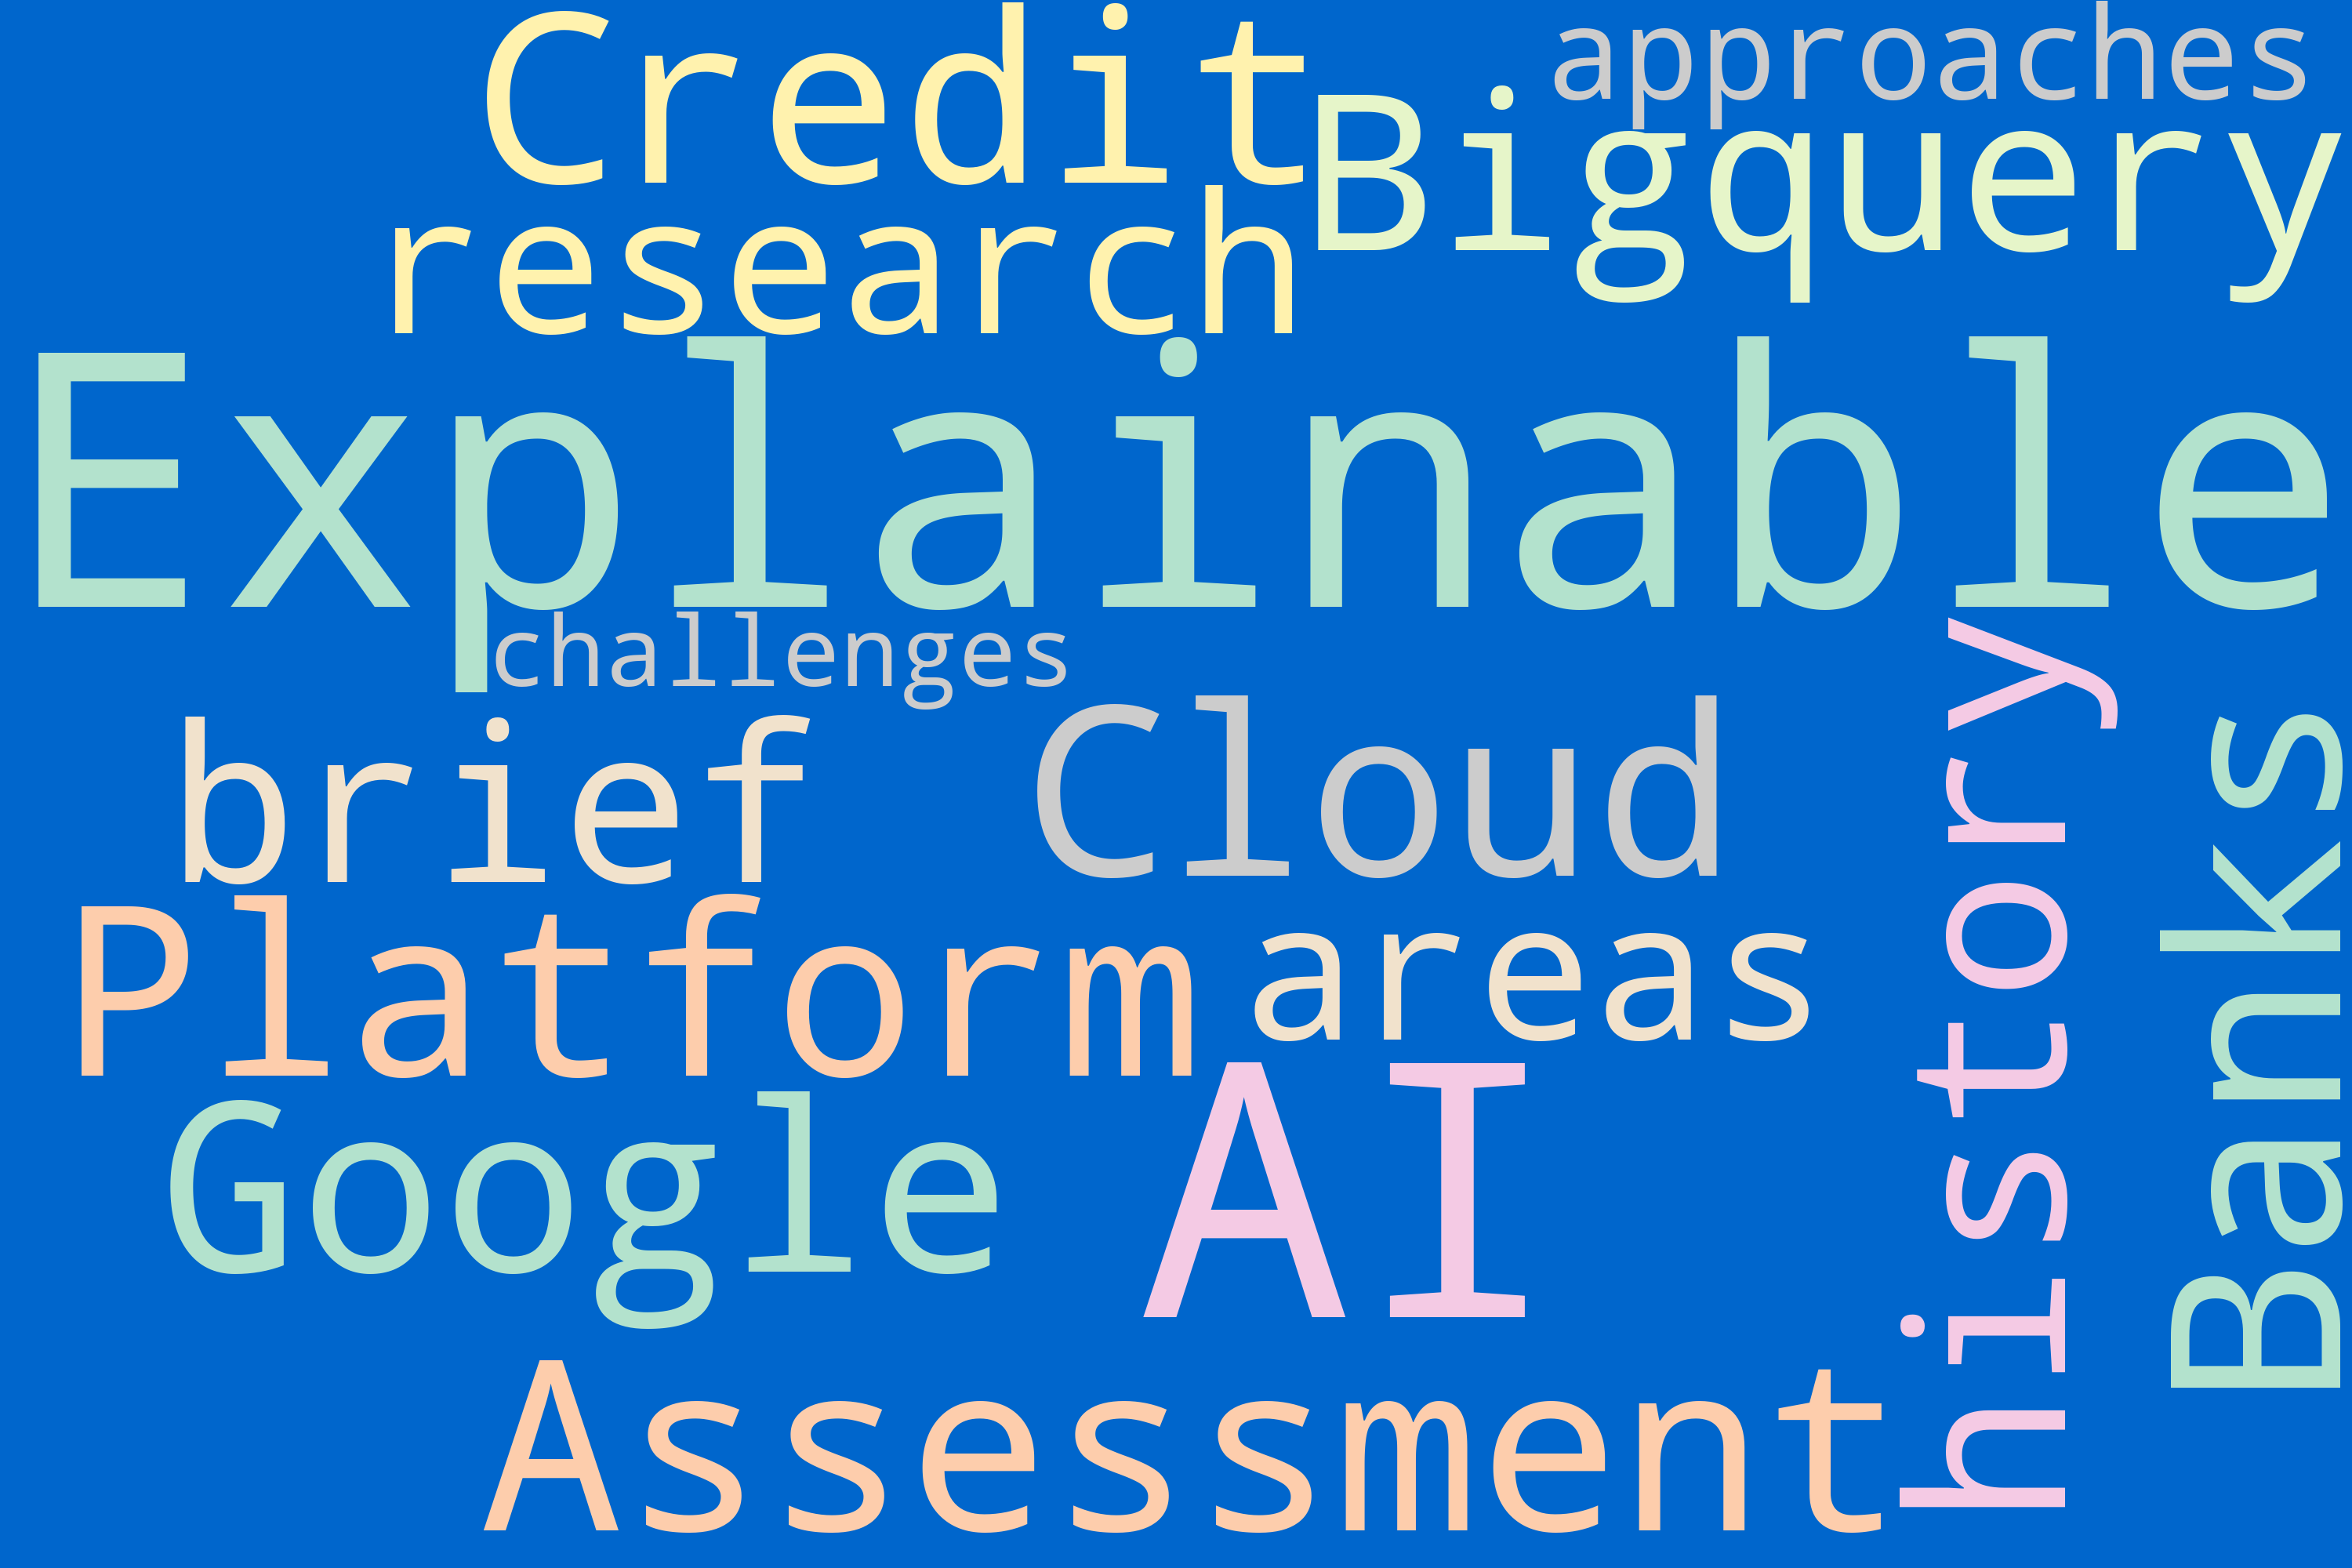 Credit
approaches
Bigquery
research
Explainable
challenges
brief
Cloud
Platform
areas
Google
AI
Assessment
history
Banks